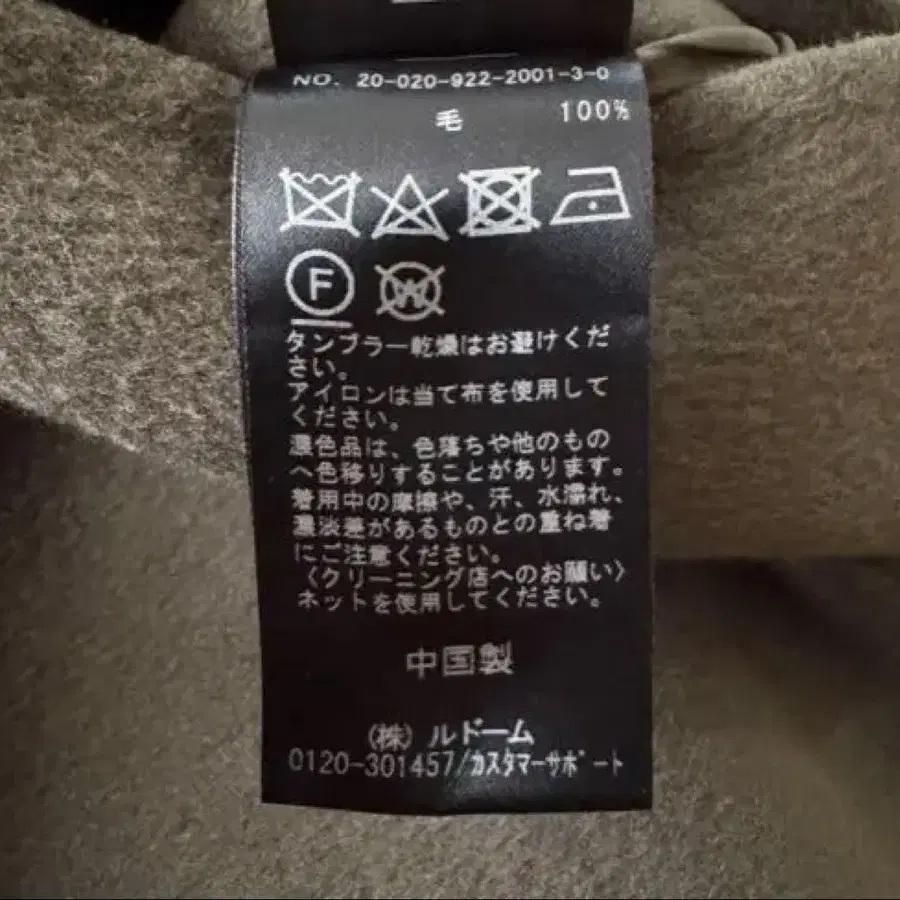 NO. 20-020-922-2001-3-0
毛 100%
F
W
タンブラー乾燥はお避けくだ
さい。
アイロンは当て布を使用して
ください。
濃色品は、色落ちや他のもの
へ色移りすることがあります。
着用中の摩擦や、汗、水濡れ、
濃淡差があるものとの重ね着
にご注意ください。
〈クリーニング店へのお願い〉
ネットを使用してください。
中国製
(株) ルドーム
0120-301457/カスタマーサポート